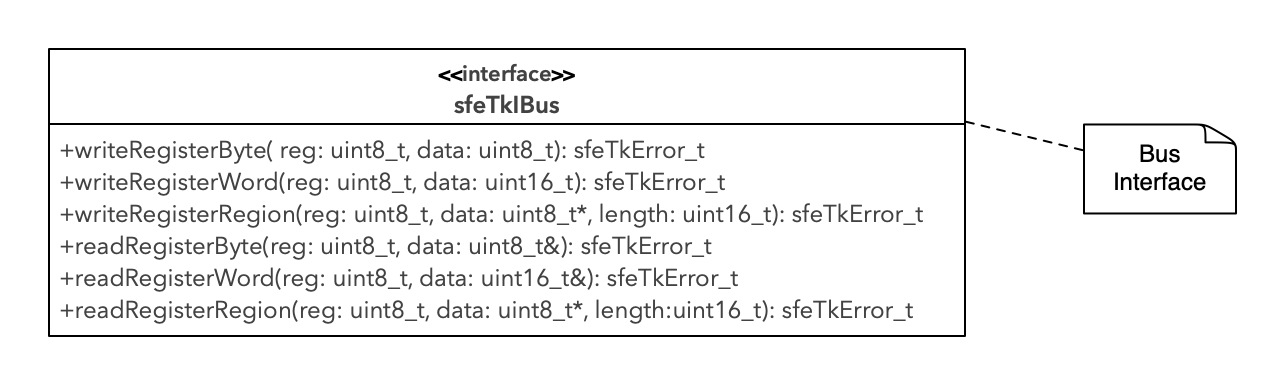 <<interface>>
sfeTkIBus
+writeRegisterByte( reg: uint8_t, data: uint8_t): sfeTkError_t
+writeRegisterWord(reg: uint8_t, data: uint16_t): sfeTkError_t
+writeRegisterRegion(reg: uint8_t, data: uint8_t*, length: uint16_t): sfeTkError_t
+readRegisterByte(reg: uint8_t, data: uint8_t&): sfeTkError_t
+readRegisterWord(reg: uint8_t, data: uint16_t&): sfeTkError_t
+readRegisterRegion(reg: uint8_t, data: uint8_t*, length:uint16_t): sfeTkError_t
Bus
Interface